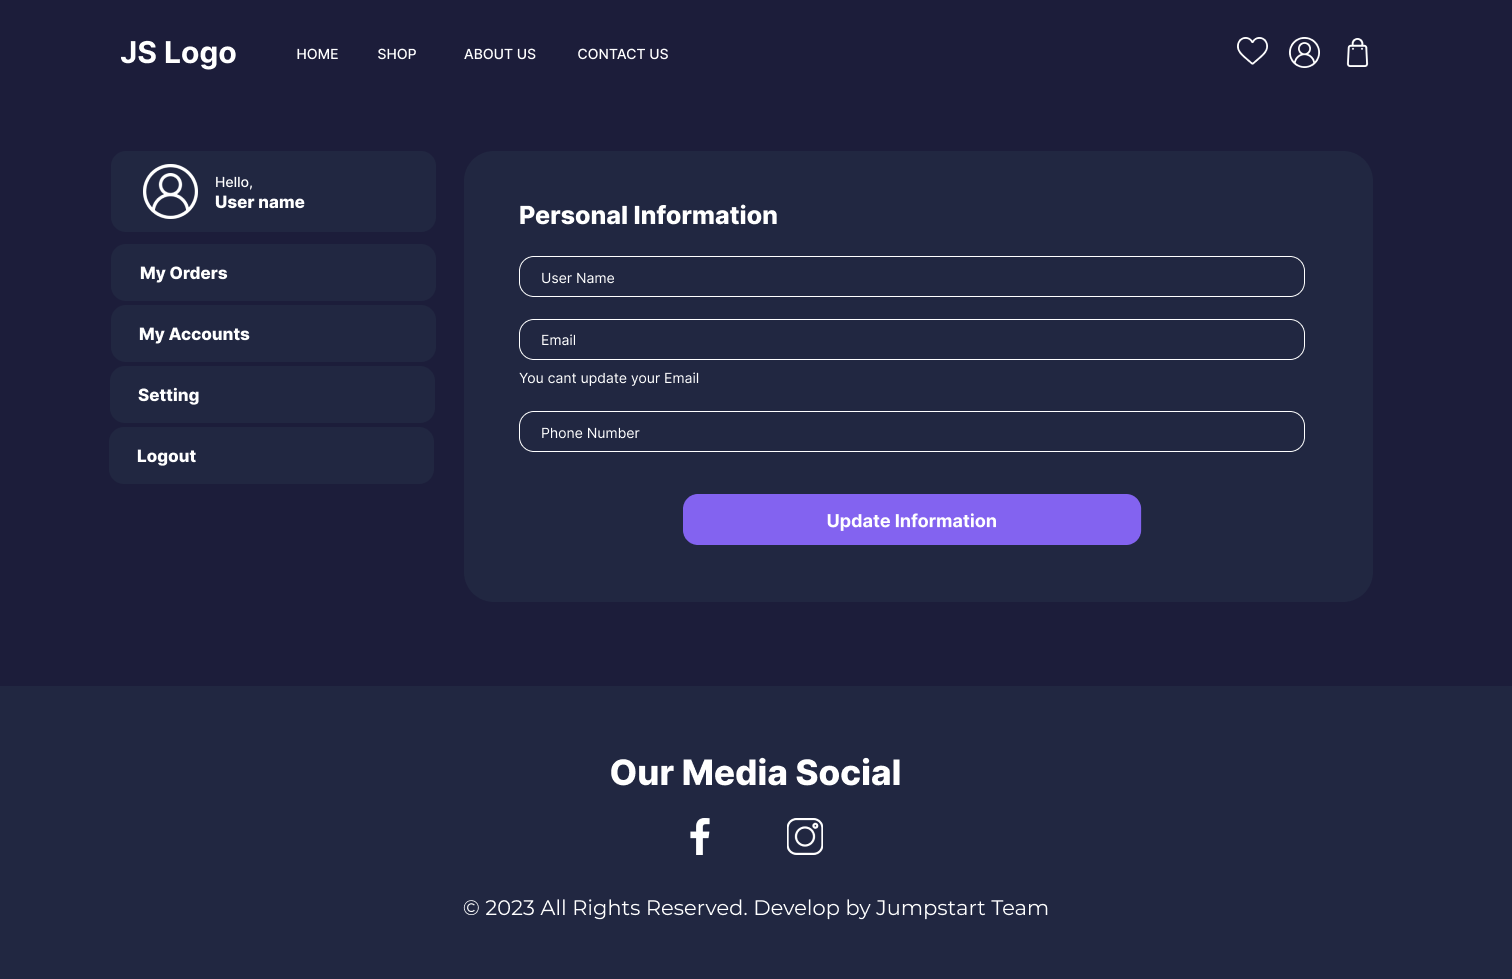 JS Logo
HOME
SHOP
ABOUT US
CONTACT US
Hello,
User name
My Orders
My Accounts
Setting
Logout
Personal Information
User Name
Email
You cant update your Email
Phone Number
Update Information
Our Media Social
© 2023 All Rights Reserved. Develop by Jumpstart Team